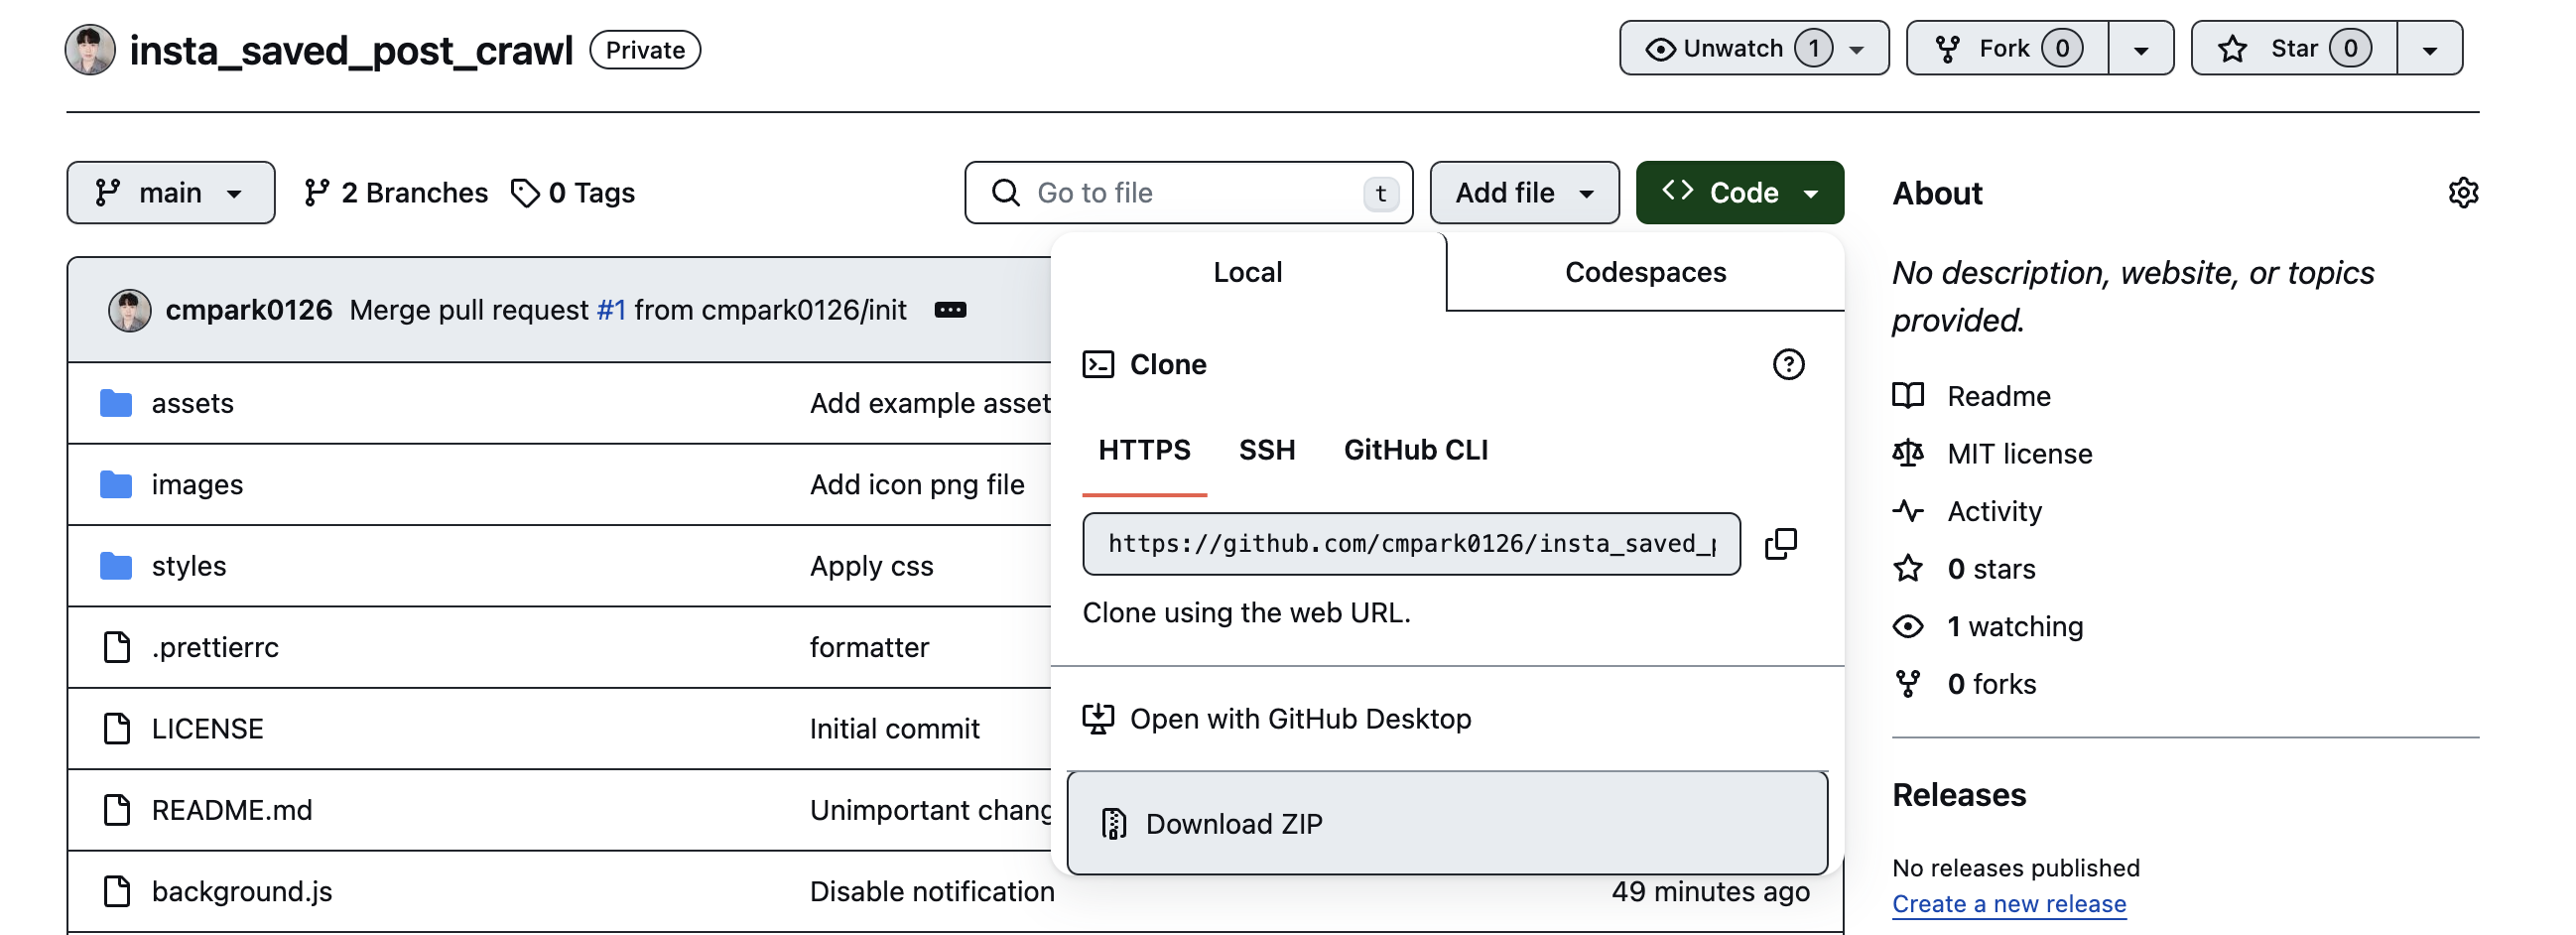 insta_saved_post_crawl Private Unwatch 1 Fork 0 Star 0
main 2 Branches 0 Tags Go to file t Add file Code
Local Codespaces
cmpark0126 Merge pull request #1 from cmpark0126/init
Clone
assets Add example asset
HTTPS SSH GitHub CLI
images Add icon png file
https://github.com/cmpark0126/insta_saved_p
styles Apply css
Clone using the web URL.
.prettierrc formatter
LICENSE Initial commit
Open with GitHub Desktop
README.md Unimportant chang
Download ZIP
background.js Disable notification 49 minutes ago
About
No description, website, or topics
provided.
Readme
MIT license
Activity
0 stars
1 watching
0 forks
Releases
No releases published
Create a new release